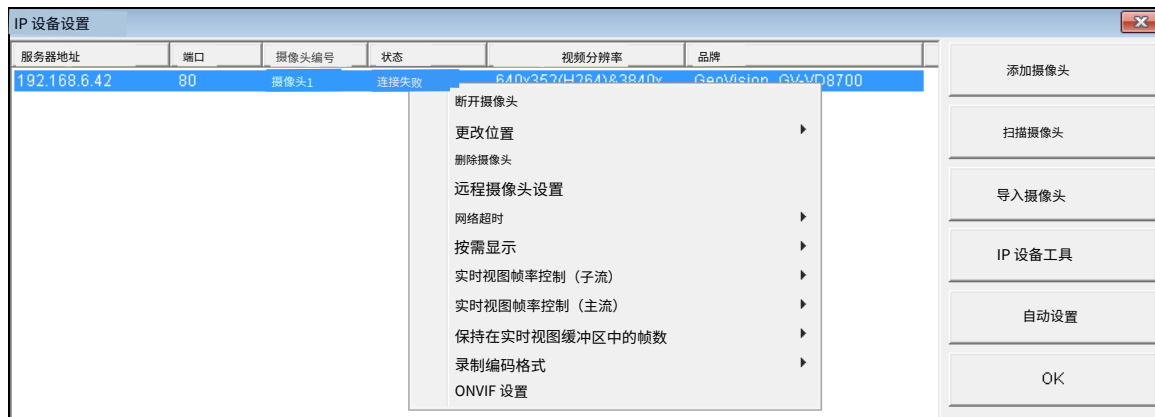 IP 设备设置
服务器地址 端口 摄像头编号 状态 视频分辨率 品牌
192.168.6.42 80 摄像头1 连接失败 640x352(H264)&3840x GeoVision_GV-VD8700
断开摄像头
更改位置
删除摄像头
远程摄像头设置
网络超时
按需显示
实时视图帧率控制（子流）
实时视图帧率控制（主流）
保持在实时视图缓冲区中的帧数
录制编码格式
ONVIF 设置
添加摄像头
扫描摄像头
导入摄像头
IP 设备工具
自动设置
OK